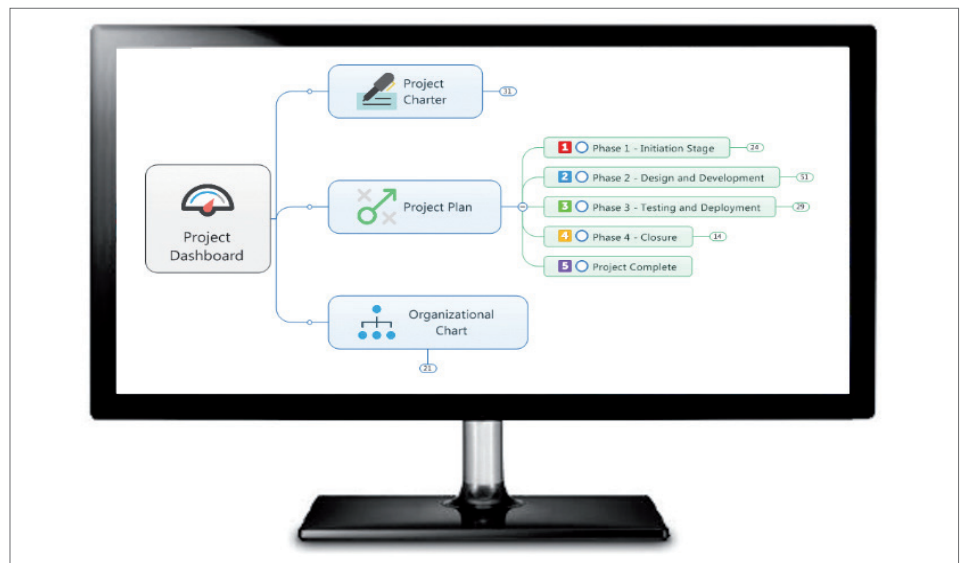 Project
Dashboard
Project
Charter
31
Project Plan
1 Phase 1 - Initiation Stage
26
2 Phase 2 - Design and Development
51
3 Phase 3 - Testing and Deployment
29
4 Phase 4 - Closure
14
5 Project Complete
Organizational
Chart
21